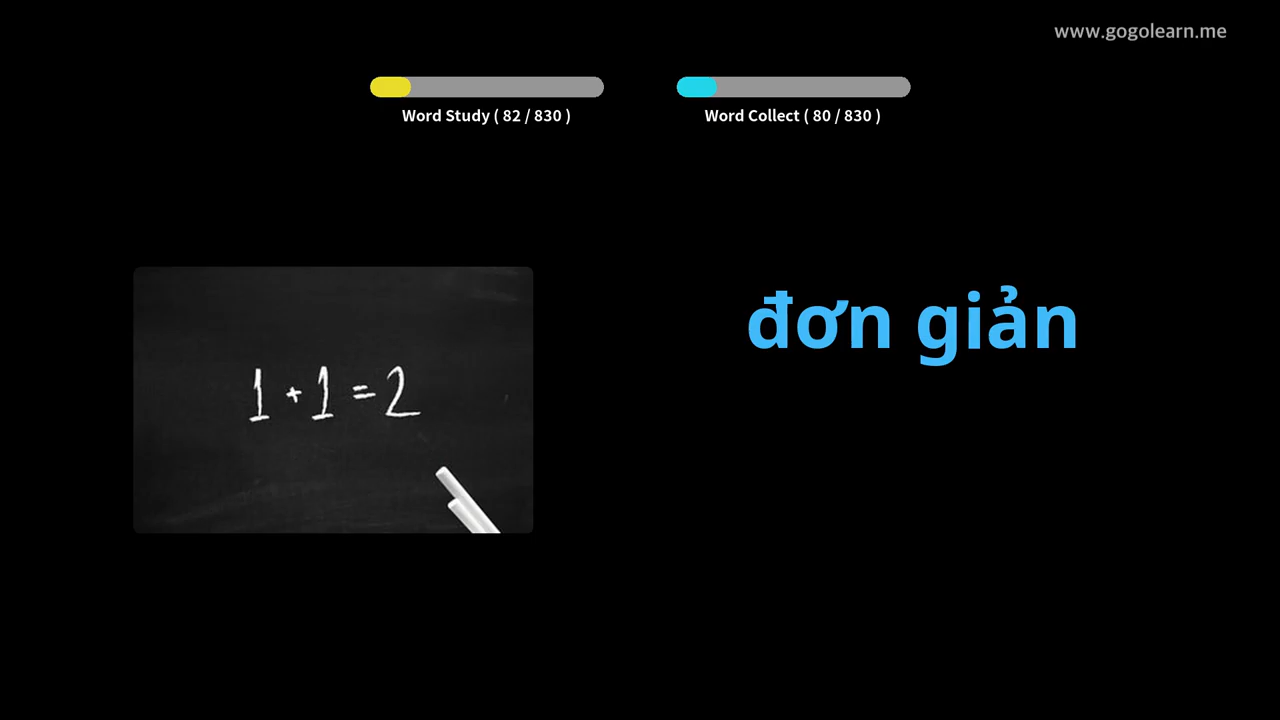 www.gogolearn.me
Word Study ( 82 / 830 )
Word Collect ( 80 / 830 )
đơn giản
1 + 1 = 2